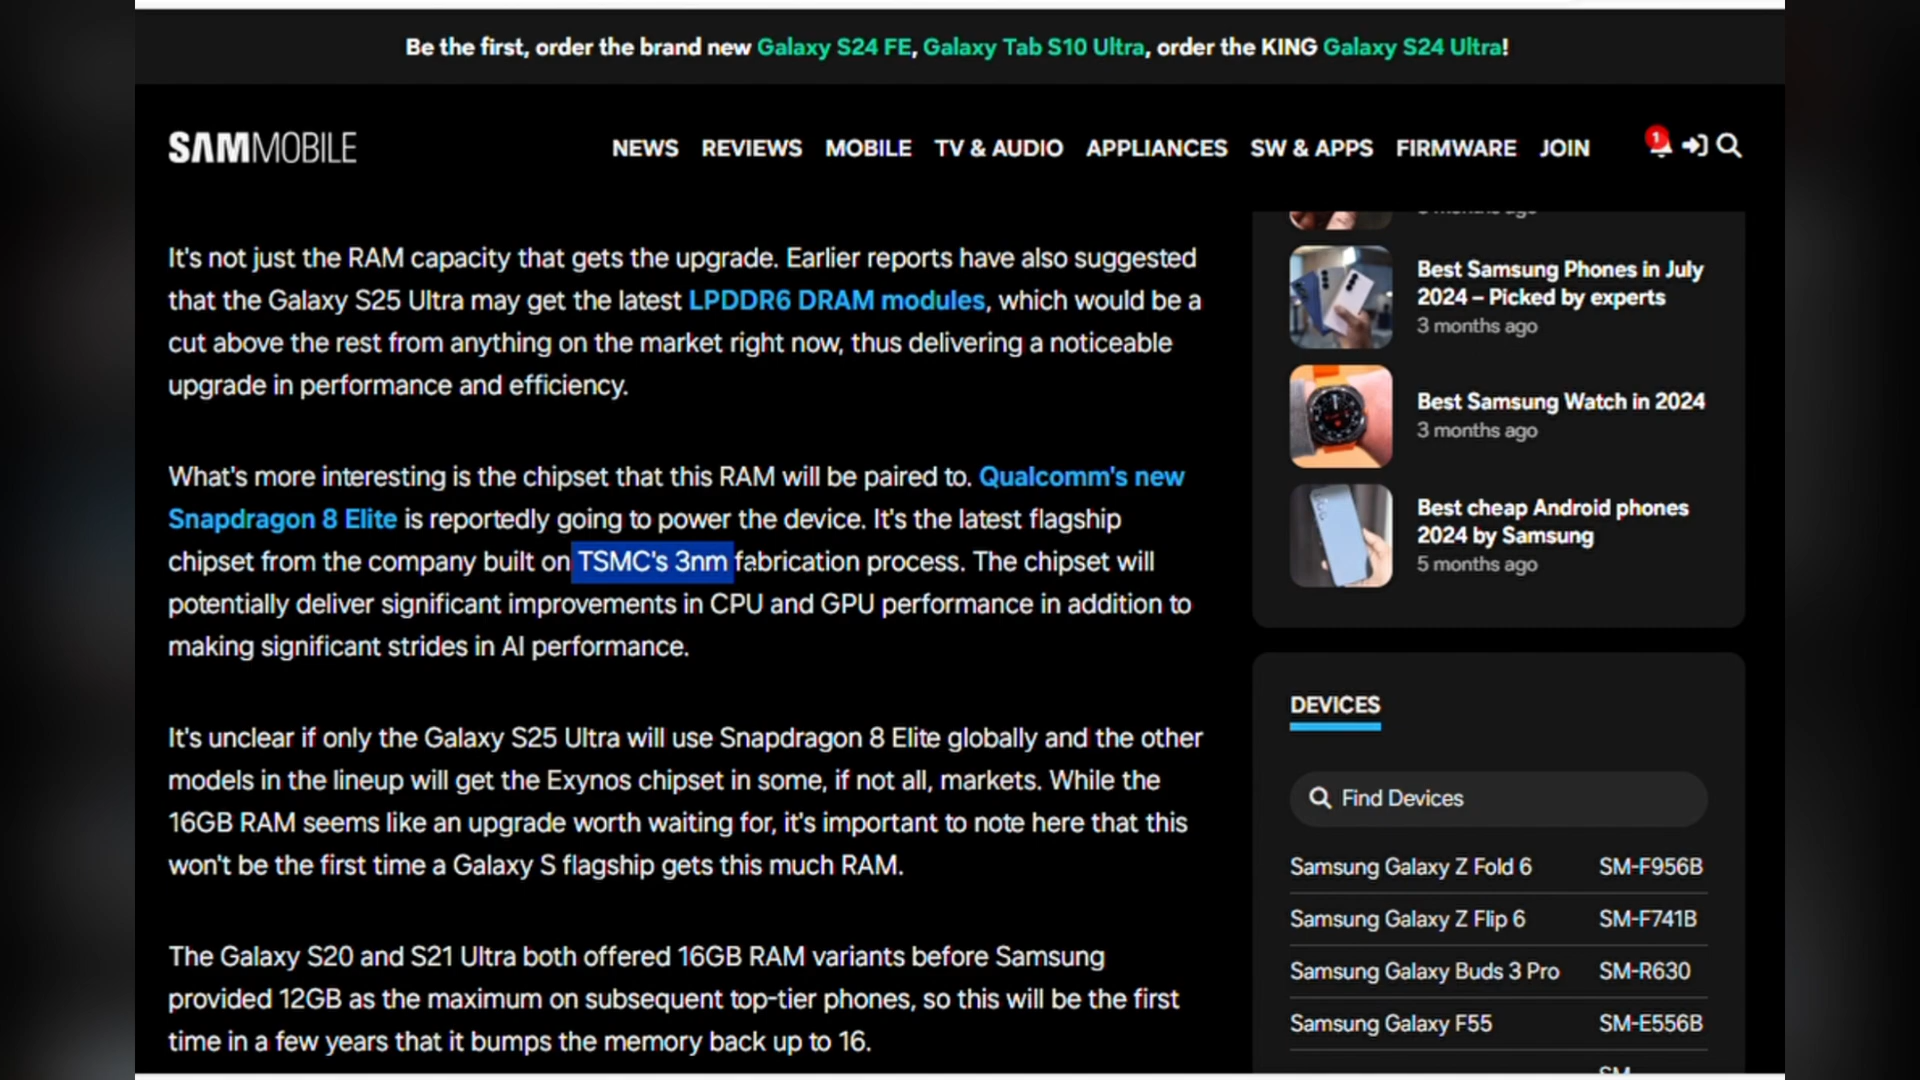 Be the first, order the brand new Galaxy S24 FE, Galaxy Tab S10 Ultra, order the KING Galaxy S24 Ultra!
SAMMOBILE
NEWS REVIEWS MOBILE TV & AUDIO APPLIANCES SW & APPS FIRMWARE JOIN
1
It's not just the RAM capacity that gets the upgrade. Earlier reports have also suggested
that the Galaxy S25 Ultra may get the latest LPDDR6 DRAM modules, which would be a
cut above the rest from anything on the market right now, thus delivering a noticeable
upgrade in performance and efficiency.
What's more interesting is the chipset that this RAM will be paired to. Qualcomm's new
Snapdragon 8 Elite is reportedly going to power the device. It's the latest flagship
chipset from the company built on TSMC's 3nm fabrication process. The chipset will
potentially deliver significant improvements in CPU and GPU performance in addition to
making significant strides in AI performance.
It's unclear if only the Galaxy S25 Ultra will use Snapdragon 8 Elite globally and the other
models in the lineup will get the Exynos chipset in some, if not all, markets. While the
16GB RAM seems like an upgrade worth waiting for, it's important to note here that this
won't be the first time a Galaxy S flagship gets this much RAM.
The Galaxy S20 and S21 Ultra both offered 16GB RAM variants before Samsung
provided 12GB as the maximum on subsequent top-tier phones, so this will be the first
time in a few years that it bumps the memory back up to 16.
Best Samsung Phones in July
2024 – Picked by experts
3 months ago
Best Samsung Watch in 2024
3 months ago
Best cheap Android phones
2024 by Samsung
5 months ago
DEVICES
Find Devices
Samsung Galaxy Z Fold 6 SM-F956B
Samsung Galaxy Z Flip 6 SM-F741B
Samsung Galaxy Buds 3 Pro SM-R630
Samsung Galaxy F55 SM-E556B